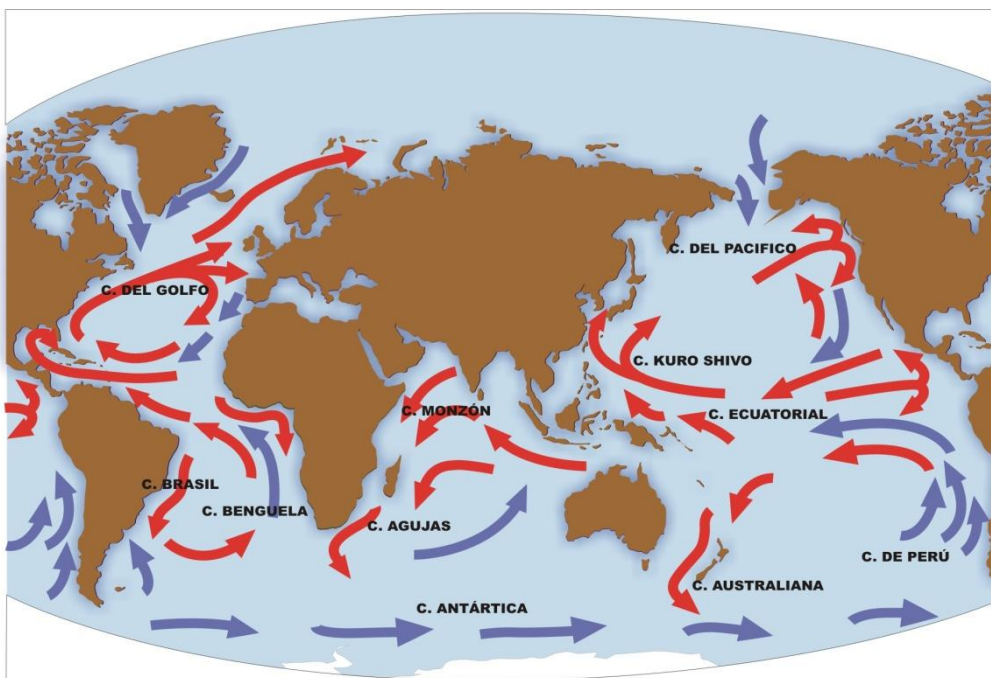 C. DEL PACIFICO
C. DEL GOLFO
C. KURO SHIVO
C. MONZÓN
C. ECUATORIAL
C. BRASIL
C. BENGUELA
C. AGUJAS
C. DE PERÚ
C. AUSTRALIANA
C. ANTÁRTICA